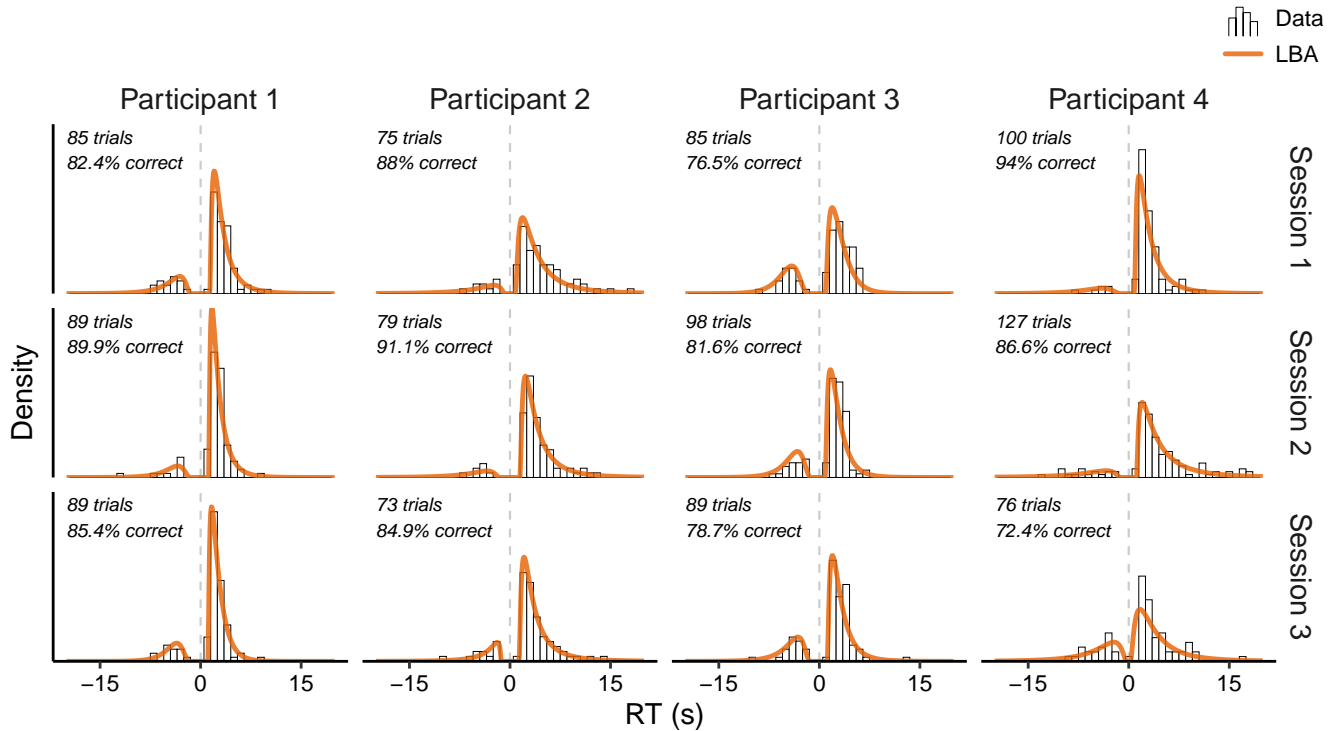 Data
LBA
Participant 1
Participant 2
Participant 3
Participant 4
85 trials
82.4% correct
75 trials
88% correct
85 trials
76.5% correct
100 trials
94% correct
Session 1
89 trials
89.9% correct
79 trials
91.1% correct
98 trials
81.6% correct
127 trials
86.6% correct
Session 2
89 trials
85.4% correct
73 trials
84.9% correct
89 trials
78.7% correct
76 trials
72.4% correct
Session 3
Density
−15 0 15
−15 0 15
−15 0 15
−15 0 15
RT (s)